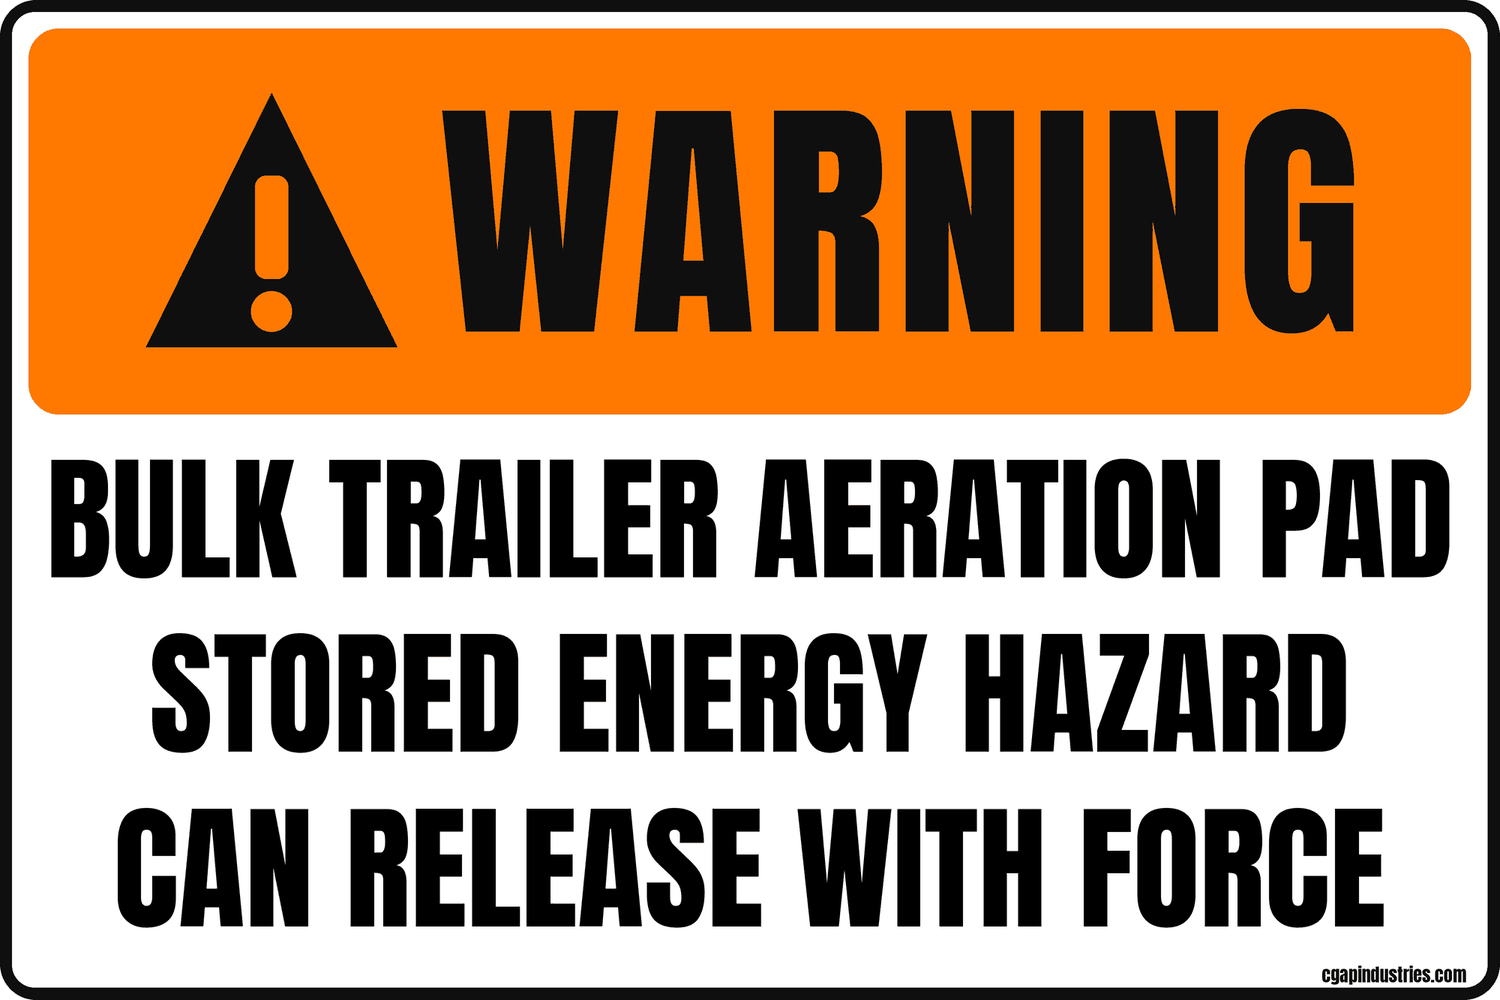 WARNING
BULK TRAILER AERATION PAD
STORED ENERGY HAZARD
CAN RELEASE WITH FORCE
cgapindustries.com